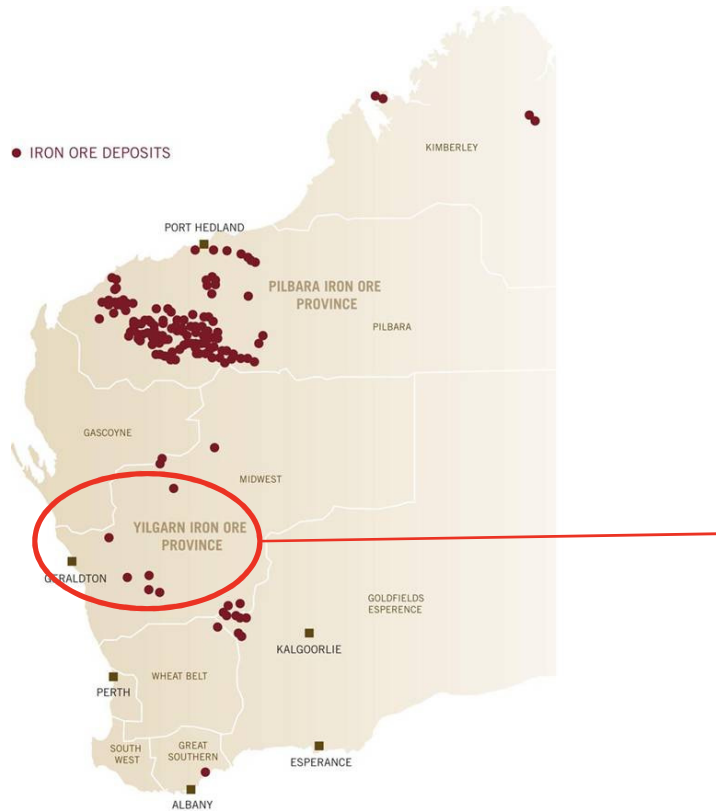 KIMBERLEY
IRON ORE DEPOSITS
PORT HEDLAND
PILBARA IRON ORE
PROVINCE
PILBARA
GASCOYNE
MIDWEST
YILGARN IRON ORE
PROVINCE
GERALDTON
GOLDFIELDS
ESPERENCE
KALGOORLIE
WHEAT BELT
PERTH
SOUTH
WEST
GREAT
SOUTHERN
ESPERANCE
ALBANY